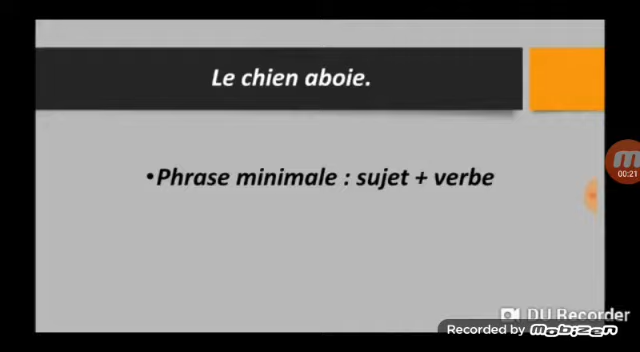 Le chien aboie.
•Phrase minimale : sujet + verbe
00:21
DU Recorder
Recorded by mobizen